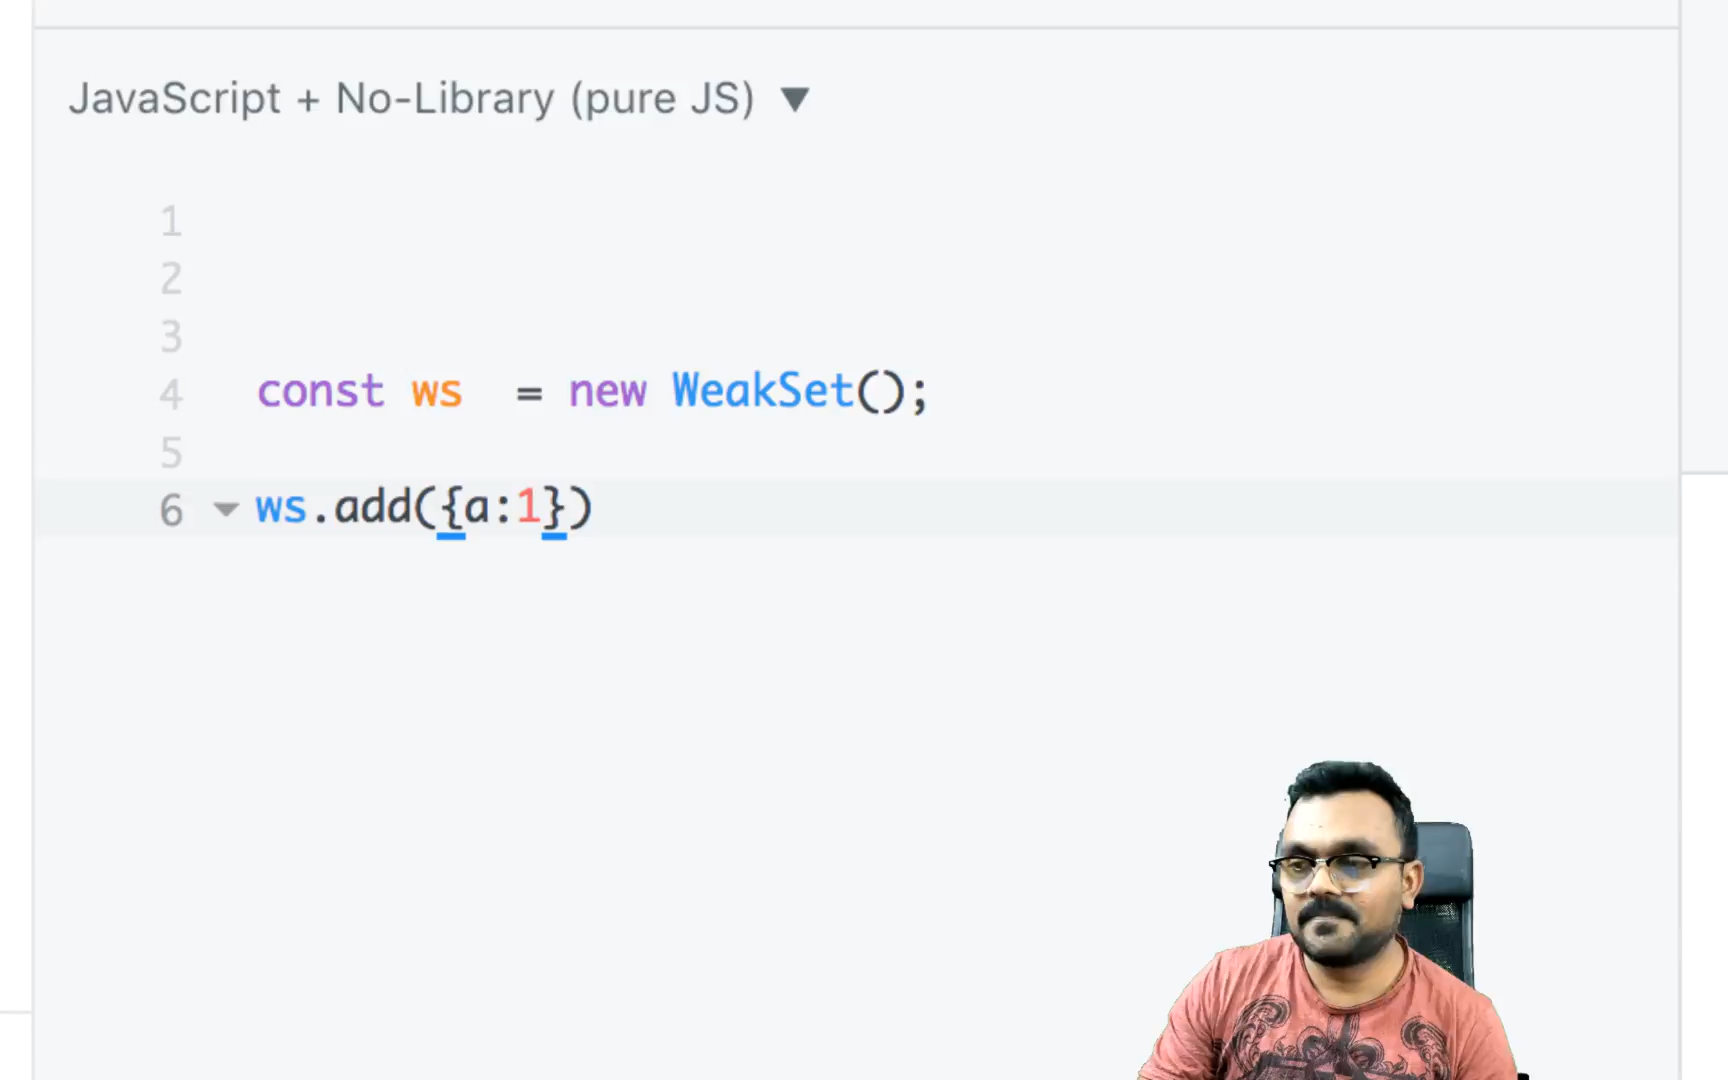 JavaScript + No-Library (pure JS) ▼
1
2
3
4 const ws  = new WeakSet();
5
6 ws.add({a:1})